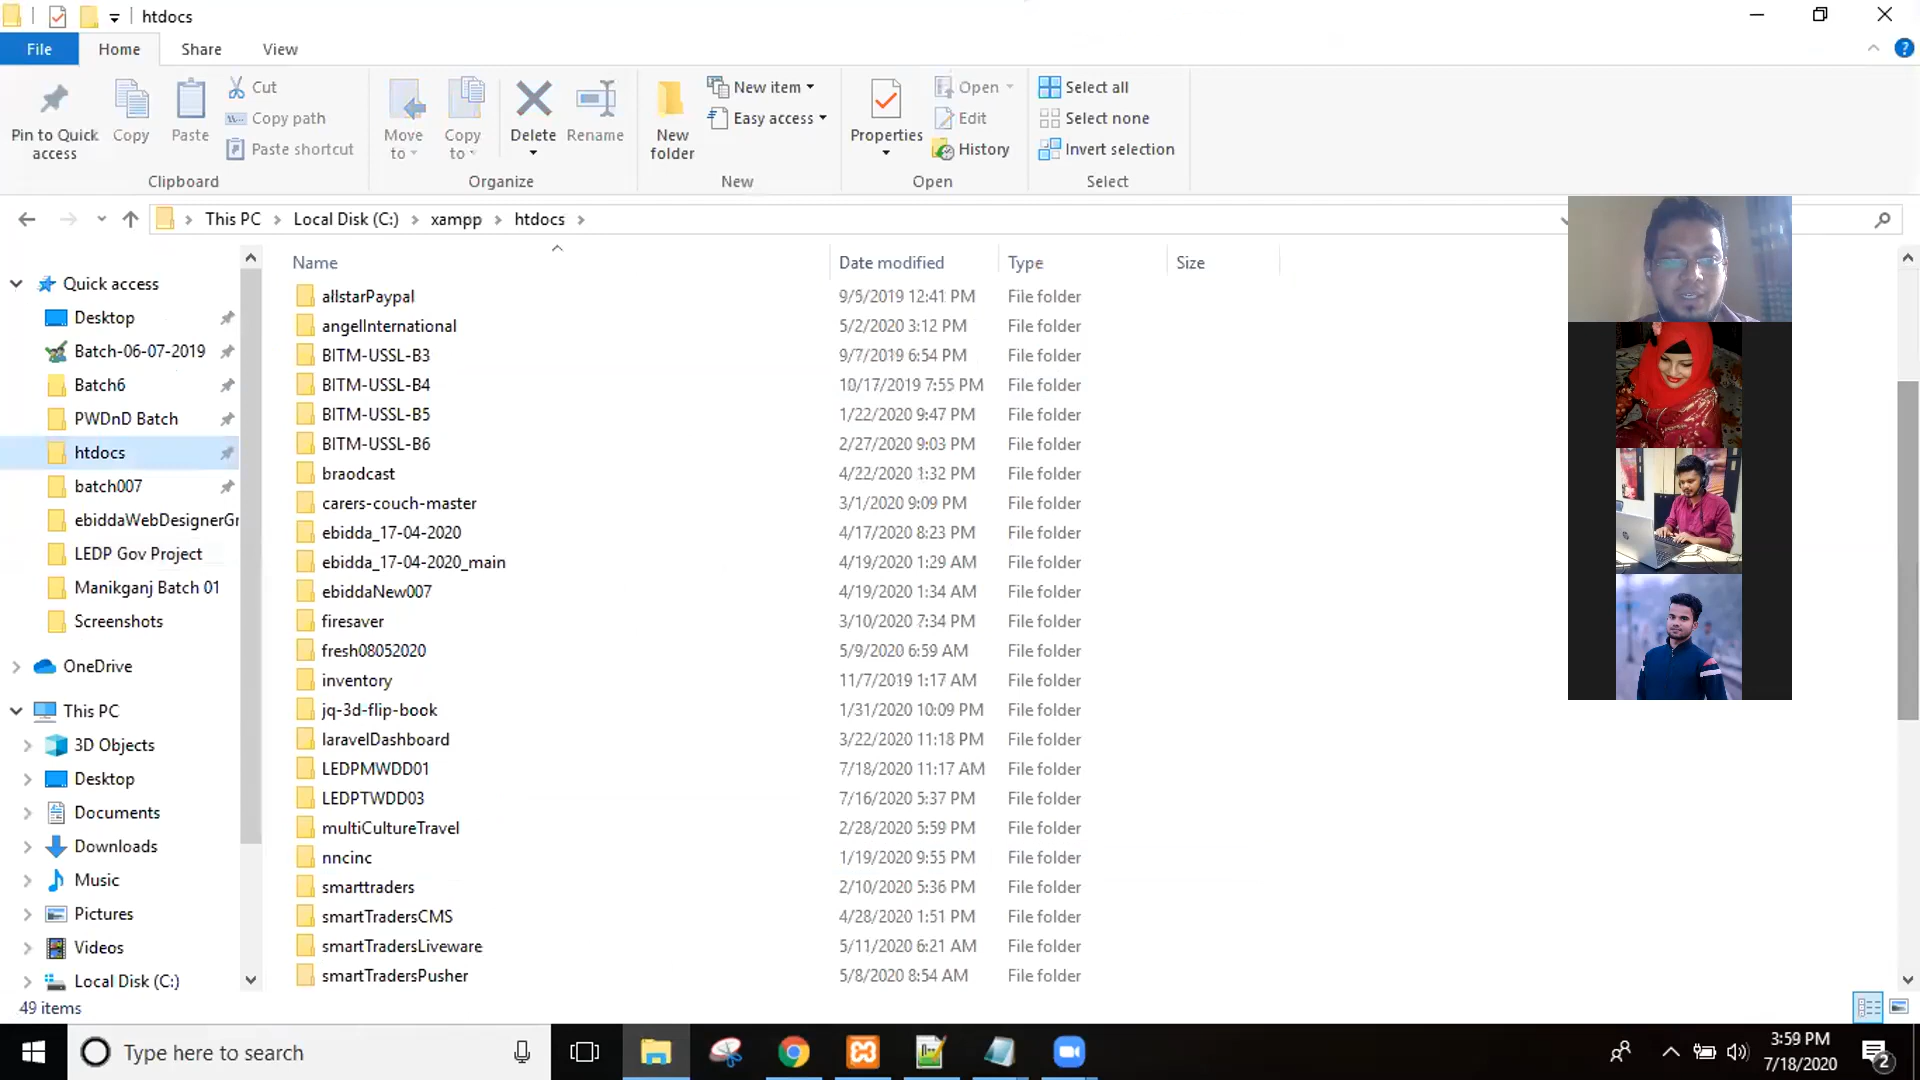 htdocs
File Home Share View
Pin to Quick access
Copy
Paste
Cut
Copy path
Paste shortcut
Clipboard
Move to
Copy to
Delete
Rename
Organize
New folder
New item
Easy access
New
Properties
Open
Edit
History
Open
Select all
Select none
Invert selection
Select
This PC Local Disk (C:) xampp htdocs
Quick access
Desktop
Batch-06-07-2019
Batch6
PWDnD Batch
htdocs
batch007
ebiddaWebDesignerGr
LEDP Gov Project
Manikganj Batch 01
Screenshots
OneDrive
This PC
3D Objects
Desktop
Documents
Downloads
Music
Pictures
Videos
Local Disk (C:)
Name Date modified Type Size
allstarPaypal 9/5/2019 12:41 PM File folder
angelInternational 5/2/2020 3:12 PM File folder
BITM-USSL-B3 9/7/2019 6:54 PM File folder
BITM-USSL-B4 10/17/2019 7:55 PM File folder
BITM-USSL-B5 1/22/2020 9:47 PM File folder
BITM-USSL-B6 2/27/2020 9:03 PM File folder
braodcast 4/22/2020 1:32 PM File folder
carers-couch-master 3/1/2020 9:09 PM File folder
ebidda_17-04-2020 4/17/2020 8:23 PM File folder
ebidda_17-04-2020_main 4/19/2020 1:29 AM File folder
ebiddaNew007 4/19/2020 1:34 AM File folder
firesaver 3/10/2020 7:34 PM File folder
fresh08052020 5/9/2020 6:59 AM File folder
inventory 11/7/2019 1:17 AM File folder
jq-3d-flip-book 1/31/2020 10:09 PM File folder
laravelDashboard 3/22/2020 11:18 PM File folder
LEDPMWDD01 7/18/2020 11:17 AM File folder
LEDPTWDD03 7/16/2020 5:37 PM File folder
multiCultureTravel 2/28/2020 5:59 PM File folder
nncinc 1/19/2020 9:55 PM File folder
smarttraders 2/10/2020 5:36 PM File folder
smartTradersCMS 4/28/2020 1:51 PM File folder
smartTradersLiveware 5/11/2020 6:21 AM File folder
smartTradersPusher 5/8/2020 8:54 AM File folder
49 items
Type here to search
3:59 PM
7/18/2020
2